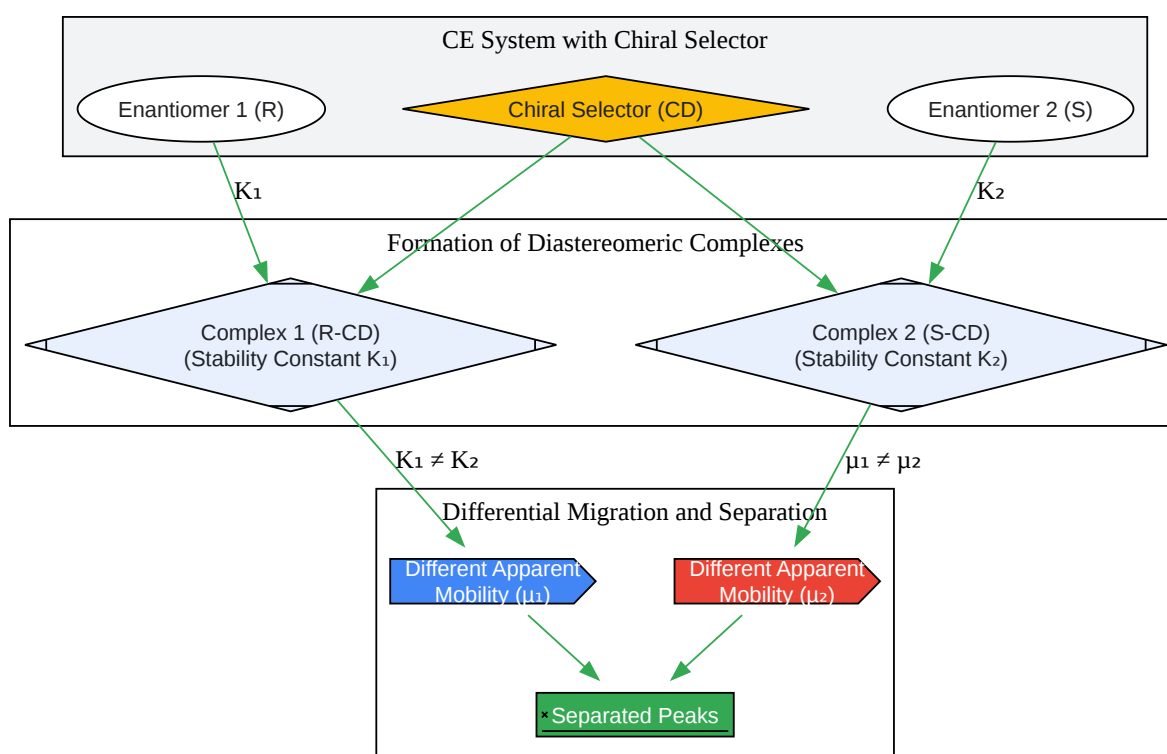 CE System with Chiral Selector
Enantiomer 1 (R)
Chiral Selector (CD)
Enantiomer 2 (S)
K₁
K₂
Formation of Diastereomeric Complexes
Complex 1 (R-CD)
(Stability Constant K₁)
Complex 2 (S-CD)
(Stability Constant K₂)
K₁ ≠ K₂
µ₁ ≠ µ₂
Differential Migration and Separation
Different Apparent
Mobility (µ₁)
Different Apparent
Mobility (µ₂)
Separated Peaks